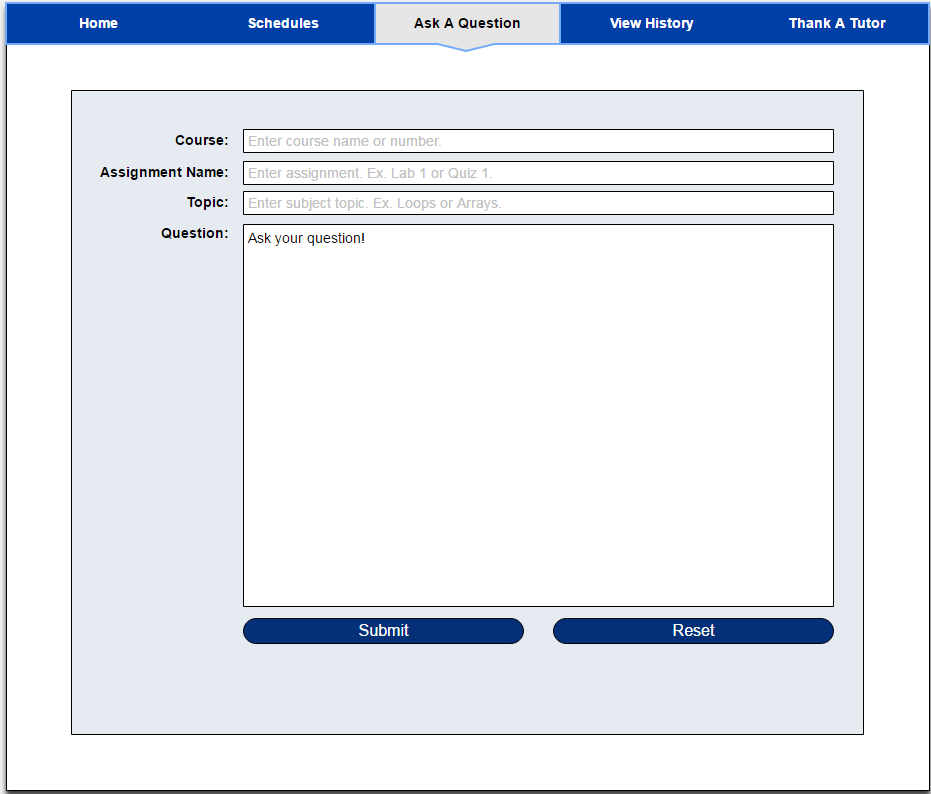 Home Schedules Ask A Question View History Thank A Tutor
Course: Enter course name or number.
Assignment Name: Enter assignment. Ex. Lab 1 or Quiz 1.
Topic: Enter subject topic. Ex. Loops or Arrays.
Question: Ask your question!
Submit Reset